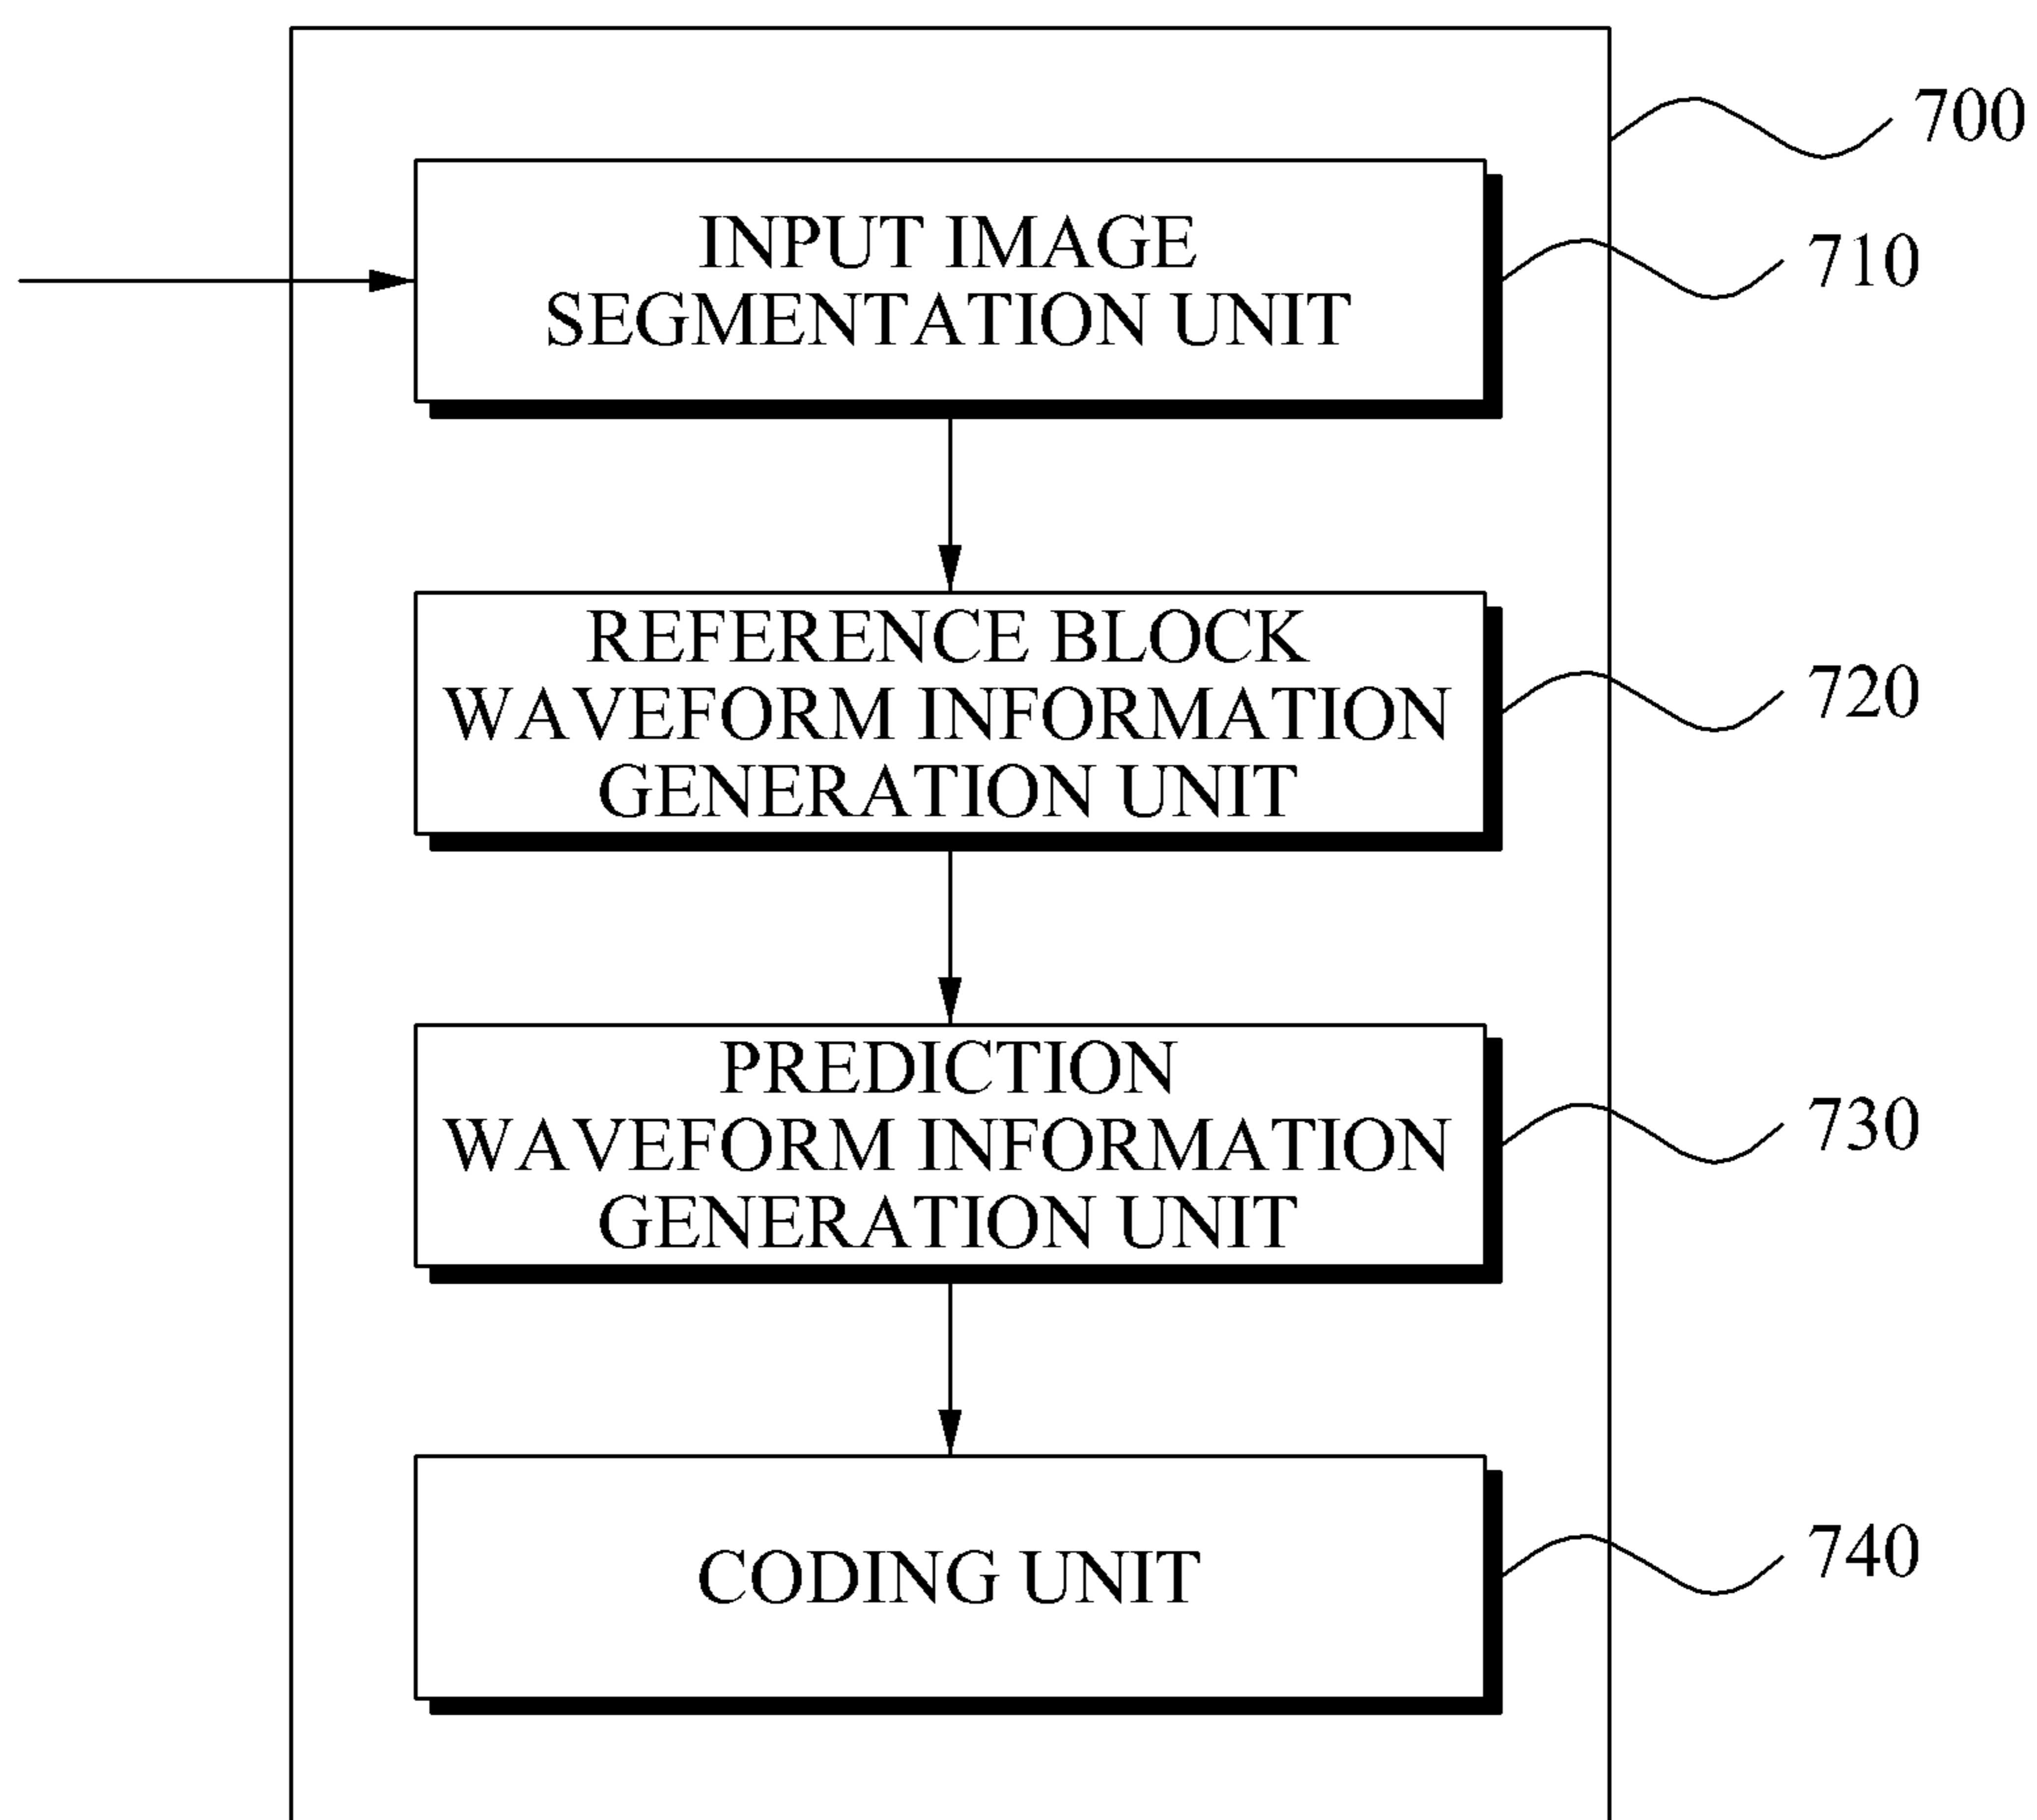 700
INPUT IMAGE
SEGMENTATION UNIT
710
REFERENCE BLOCK
WAVEFORM INFORMATION
GENERATION UNIT
720
PREDICTION
WAVEFORM INFORMATION
GENERATION UNIT
730
CODING UNIT
740